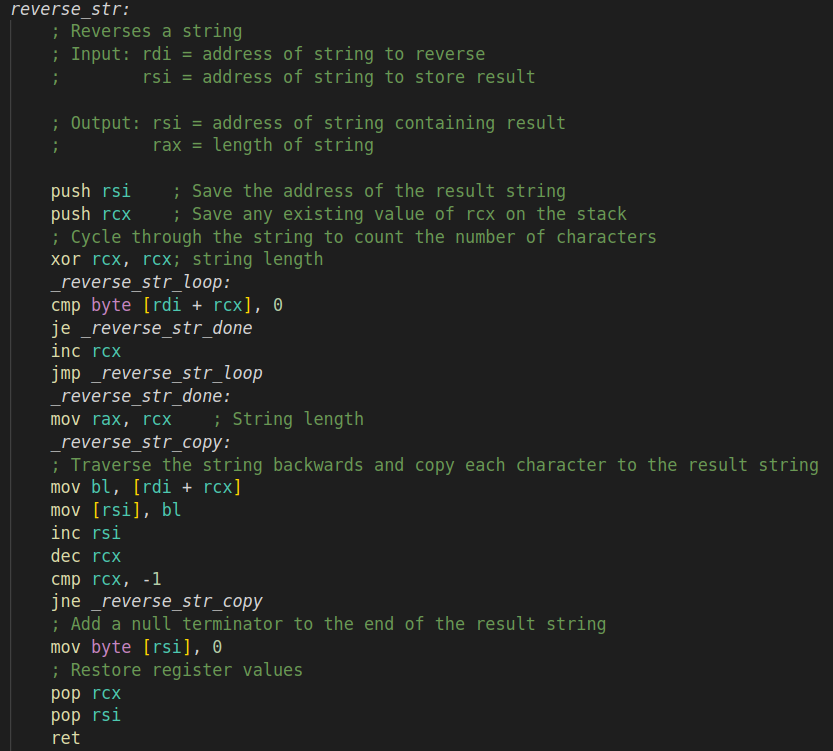 reverse_str:
    ; Reverses a string
    ; Input: rdi = address of string to reverse
    ;        rsi = address of string to store result
    ; Output: rsi = address of string containing result
    ;         rax = length of string
    push rsi    ; Save the address of the result string
    push rcx    ; Save any existing value of rcx on the stack
    ; Cycle through the string to count the number of characters
    xor rcx, rcx; string length
    _reverse_str_loop:
    cmp byte [rdi + rcx], 0
    je _reverse_str_done
    inc rcx
    jmp _reverse_str_loop
    _reverse_str_done:
    mov rax, rcx    ; String length
    _reverse_str_copy:
    ; Traverse the string backwards and copy each character to the result string
    mov bl, [rdi + rcx]
    mov [rsi], bl
    inc rsi
    dec rcx
    cmp rcx, -1
    jne _reverse_str_copy
    ; Add a null terminator to the end of the result string
    mov byte [rsi], 0
    ; Restore register values
    pop rcx
    pop rsi
    ret